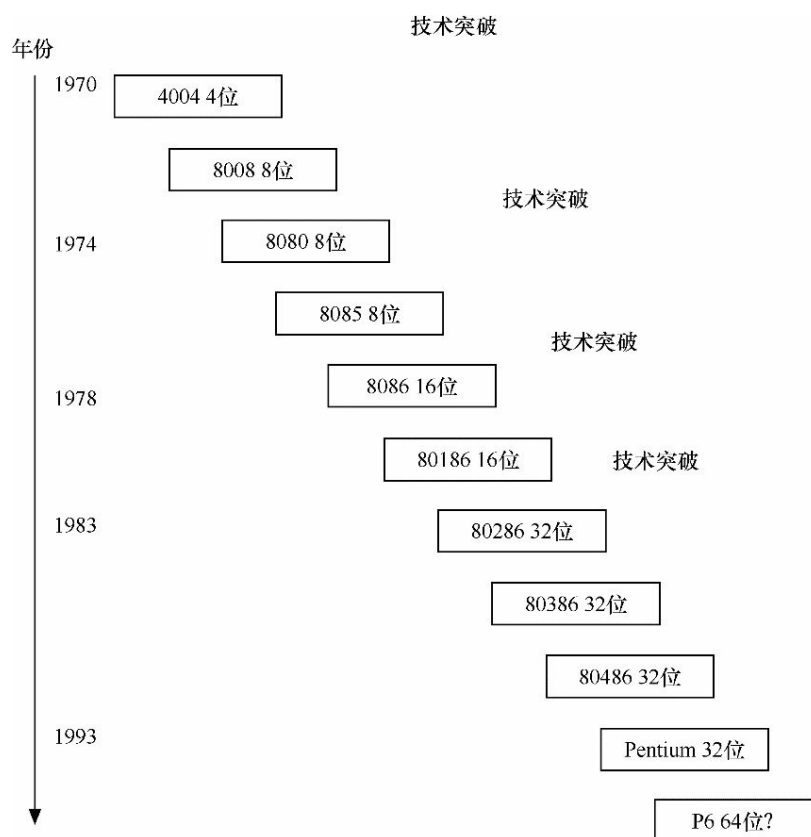 技术突破
年份
1970
4004 4位
8008 8位
技术突破
1974
8080 8位
8085 8位
技术突破
8086 16位
1978
80186 16位
技术突破
1983
80286 32位
80386 32位
80486 32位
1993
Pentium 32位
P6 64位?